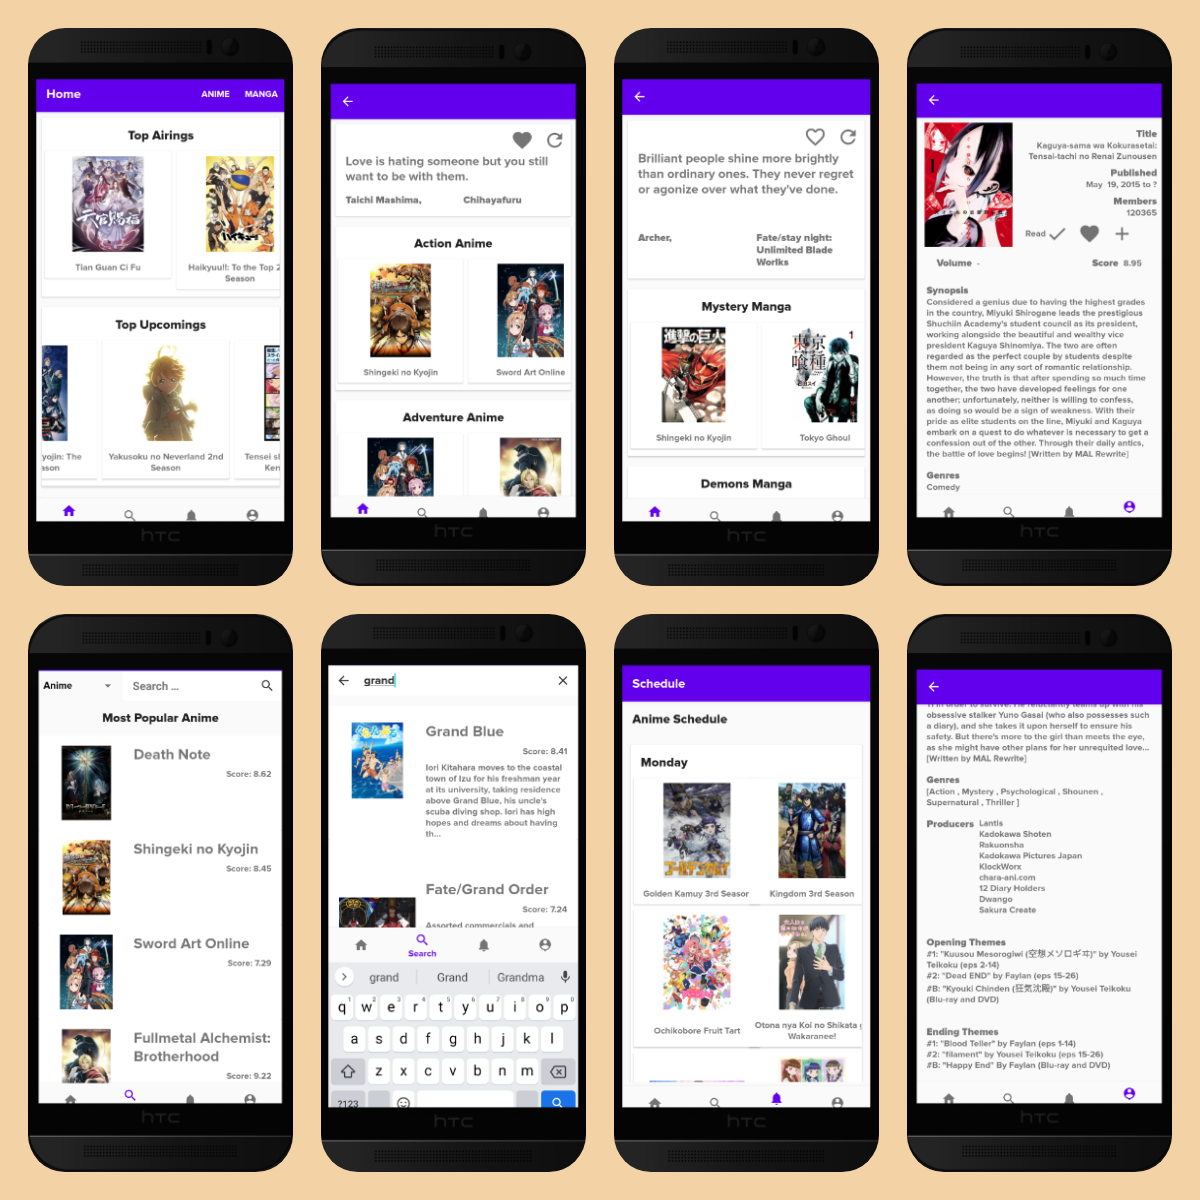 Home
ANIME MANGA
Top Airings
Tian Guan Ci Fu
Haikyuu!!: To the Top 2
Season
Top Upcomings
yojin: The
ason
Yakusoku no Neverland 2nd
Season
Tensei sl
Ken
htc
Love is hating someone but you still
want to be with them.
Taichi Mashima, Chihayafuru
Action Anime
Shingeki no Kyojin
Sword Art Online
Adventure Anime
htc
Brilliant people shine more brightly
than ordinary ones. They never regret
or agonize over what they've done.
Archer,
Fate/stay night:
Unlimited Blade
Worlks
Mystery Manga
進撃の巨人
東京
喰種
1
Shingeki no Kyojin
Tokyo Ghoul
Demons Manga
htc
Title
Kaguya-sama wa Kokurasetai:
Tensai-tachi no Renai Zunousen
Published
May 19, 2015 to ?
Members
120365
Read
Volume -
Score 8.95
Synopsis
Considered a genius due to having the highest grades
in the country, Miyuki Shirogane leads the prestigious
Shuchiin Academy's student council as its president,
working alongside the beautiful and wealthy vice
president Kaguya Shinomiya. The two are often
regarded as the perfect couple by students despite
them not being in any sort of romantic relationship.
However, the truth is that after spending so much time
together, the two have developed feelings for one
another; unfortunately, neither is willing to confess,
as doing so would be a sign of weakness. With their
pride as elite students on the line, Miyuki and Kaguya
embark on a quest to do whatever is necessary to get a
confession out of the other. Through their daily antics,
the battle of love begins! [Written by MAL Rewrite]
Genres
Comedy
htc
Anime
Search ...
Most Popular Anime
Death Note
Score: 8.62
Shingeki no Kyojin
Score: 8.45
Sword Art Online
Score: 7.29
Fullmetal Alchemist:
Brotherhood
Score: 9.22
htc
grand
Grand Blue
Score: 8.41
Iori Kitahara moves to the coastal
town of Izu for his freshman year
at its university, taking residence
above Grand Blue, his uncle's
scuba diving shop. Iori has high
hopes and dreams about having
th...
Fate/Grand Order
Score: 7.24
Assorted commercials and
Search
grand Grand Grandma
q w e r t y u i o p
1 2 3 4 5 6 7 8 9 0
a s d f g h j k l
z x c v b n m
?123
htc
Schedule
Anime Schedule
Monday
Golden Kamuy 3rd Seasor
Kingdom 3rd Season
Ochikobore Fruit Tart
Otona nya Koi no Shikata g
Wakaranee!
htc
obsessive stalker Yuno Gasai (who also possesses such
a diary), and she takes it upon herself to ensure his
safety. But there's more to the girl than meets the eye,
as she might have other plans for her unrequited love...
[Written by MAL Rewrite]
Genres
[Action , Mystery , Psychological , Shounen ,
Supernatural , Thriller ]
Producers Lantis
Kadokawa Shoten
Rakuonsha
Kadokawa Pictures Japan
KlockWorx
chara-ani.com
12 Diary Holders
Dwango
Sakura Create
Opening Themes
#1: "Kuusou Mesorogiwi (空想メソロギヰ)" by Yousei
Teikoku (eps 2-14)
#2: "Dead END" by Faylan (eps 15-26)
#B: "Kyouki Chinden (狂気沈殿)" by Yousei Teikoku
(Blu-ray and DVD)
Ending Themes
#1: "Blood Teller" by Faylan (eps 1-14)
#2: "filament" by Yousei Teikoku (eps 15-26)
#B: "Happy End" By Faylan (Blu-ray and DVD)
htc